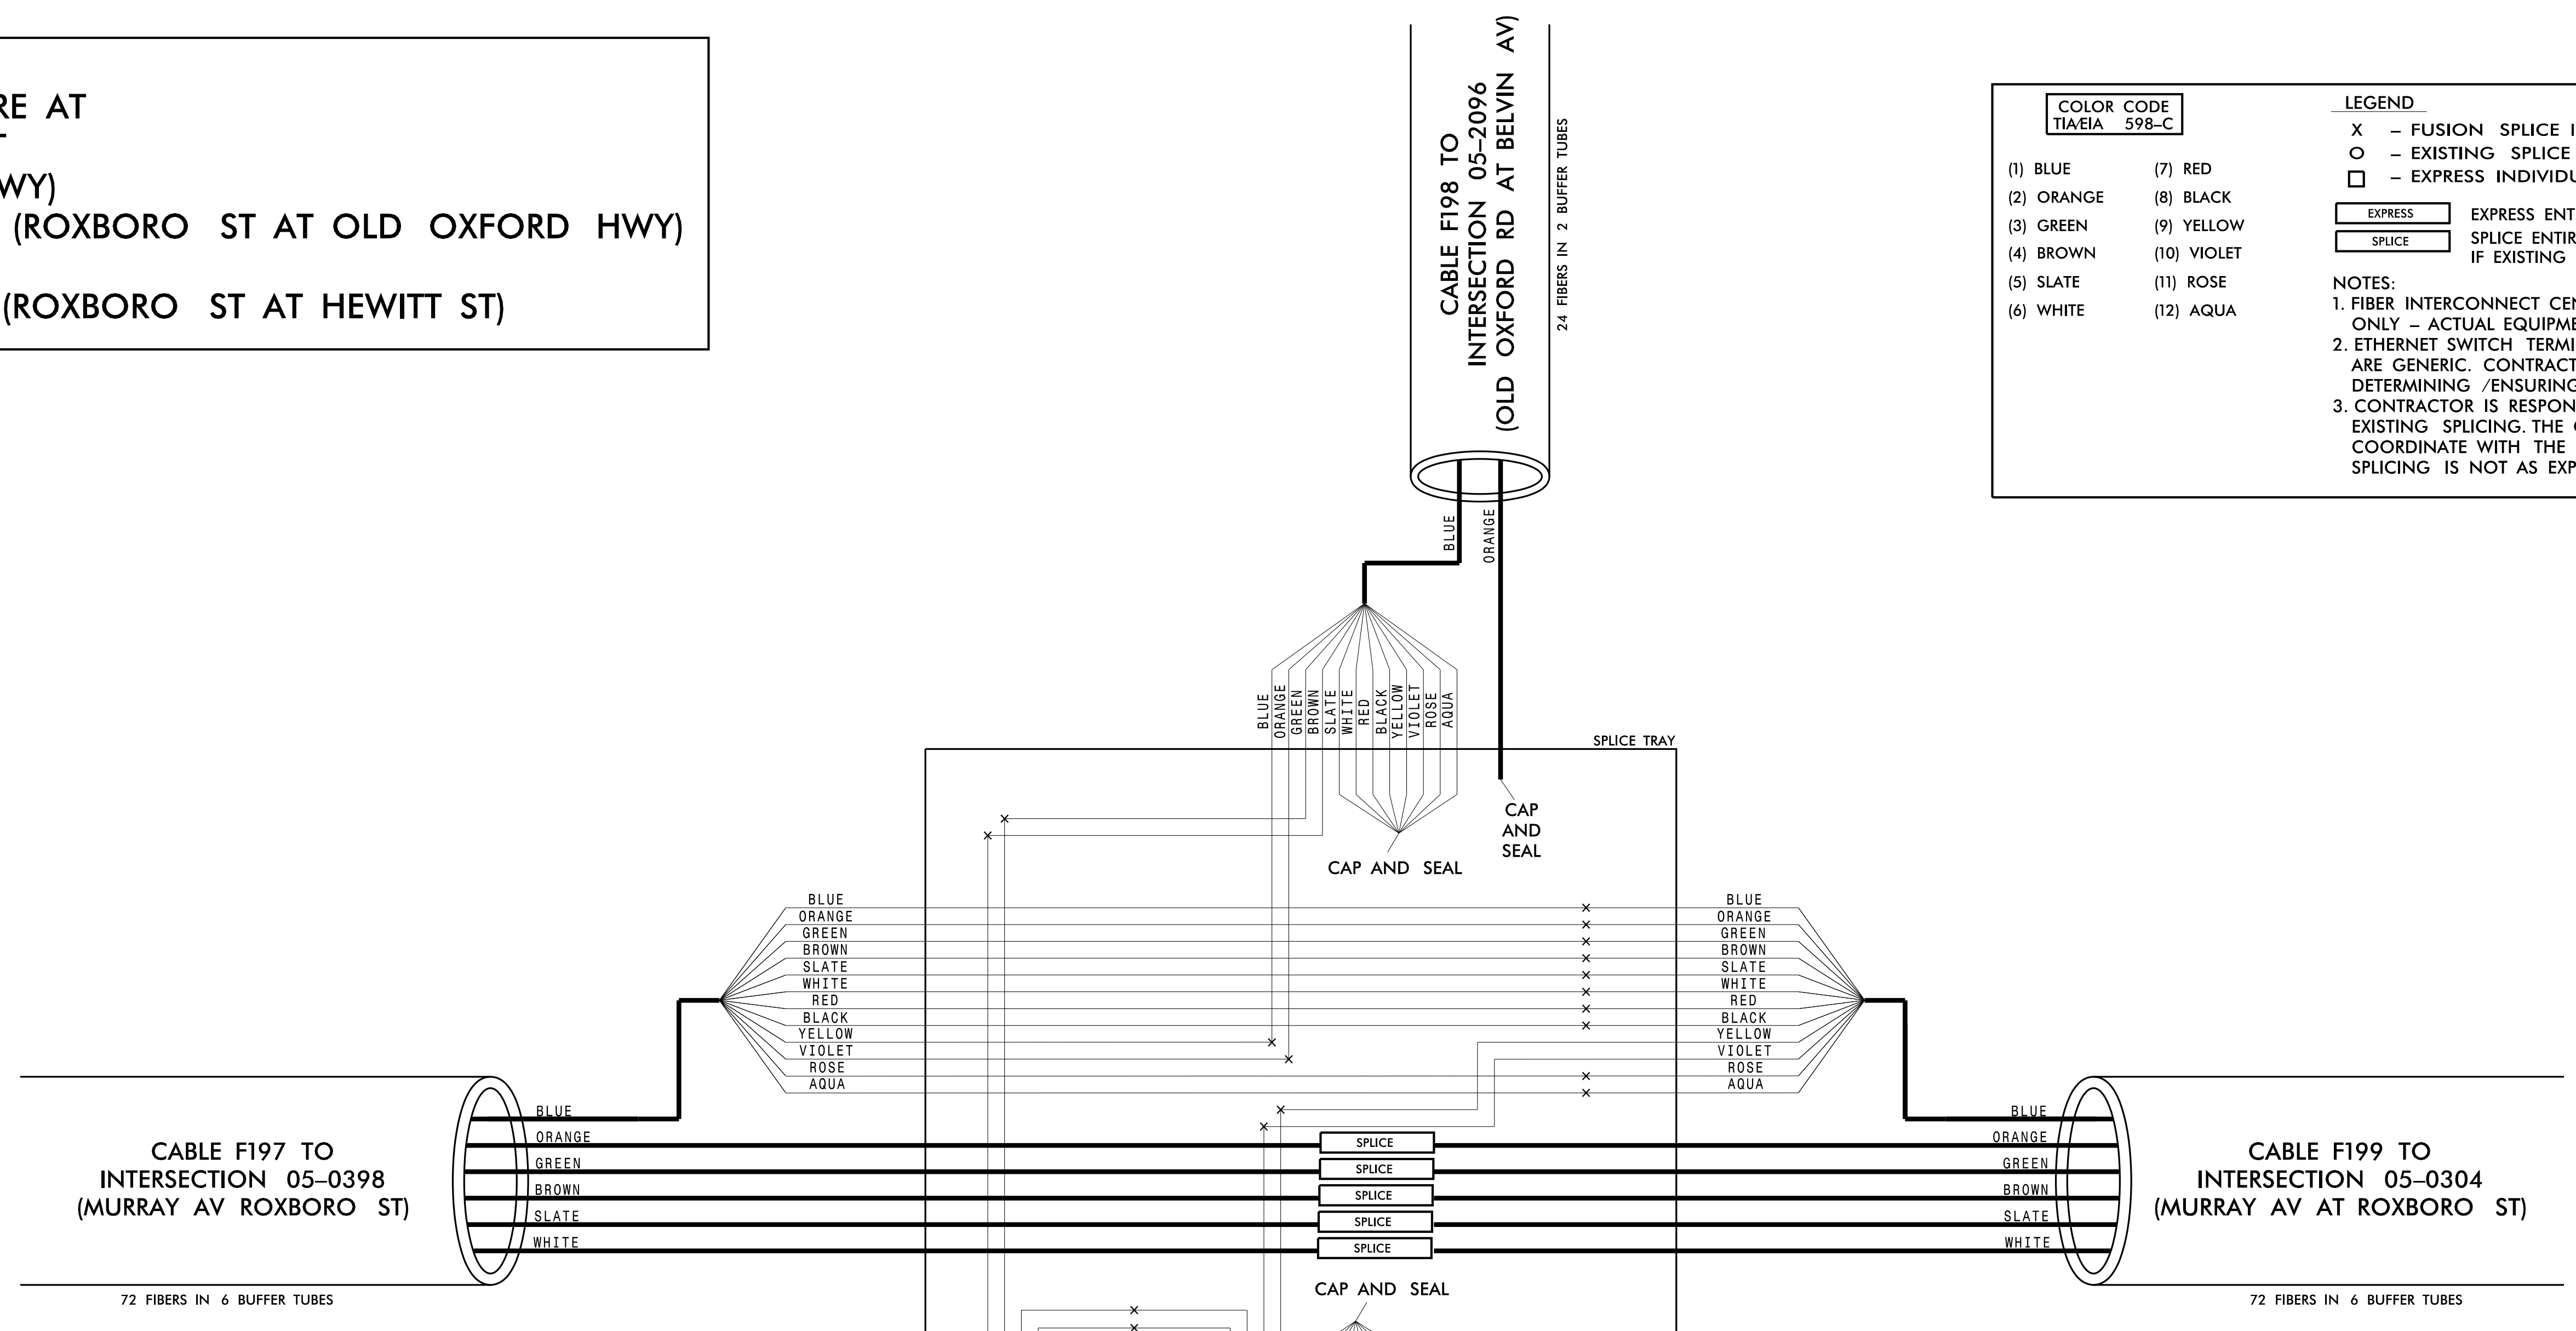 RE AT
WY)
(ROXBORO ST AT OLD OXFORD HWY)
(ROXBORO ST AT HEWITT ST)
CABLE F198 TO
INTERSECTION 05-2096
(OLD OXFORD RD AT BELVIN AV)
24 FIBERS IN 2 BUFFER TUBES
COLOR CODE
TIA/EIA 598-C
(1) BLUE
(2) ORANGE
(3) GREEN
(4) BROWN
(5) SLATE
(6) WHITE
(7) RED
(8) BLACK
(9) YELLOW
(10) VIOLET
(11) ROSE
(12) AQUA
LEGEND
X - FUSION SPLICE
O - EXISTING SPLICE
- EXPRESS INDIVIDU
EXPRESS EXPRESS ENT
SPLICE SPLICE ENTIR
IF EXISTING
NOTES:
1. FIBER INTERCONNECT CEN
ONLY - ACTUAL EQUIPME
2. ETHERNET SWITCH TERMI
ARE GENERIC. CONTRACT
DETERMINING /ENSURING
3. CONTRACTOR IS RESPON
EXISTING SPLICING. THE
COORDINATE WITH THE
SPLICING IS NOT AS EXP
BLUE
ORANGE
BLUE
ORANGE
GREEN
BROWN
SLATE
WHITE
RED
BLACK
YELLOW
VIOLET
ROSE
AQUA
SPLICE TRAY
CAP
AND
SEAL
CAP AND SEAL
BLUE
ORANGE
GREEN
BROWN
SLATE
WHITE
RED
BLACK
YELLOW
VIOLET
ROSE
AQUA
BLUE
ORANGE
GREEN
BROWN
SLATE
WHITE
RED
BLACK
YELLOW
VIOLET
ROSE
AQUA
CABLE F197 TO
INTERSECTION 05-0398
(MURRAY AV ROXBORO ST)
72 FIBERS IN 6 BUFFER TUBES
BLUE
ORANGE
GREEN
BROWN
SLATE
WHITE
SPLICE
SPLICE
SPLICE
SPLICE
SPLICE
BLUE
ORANGE
GREEN
BROWN
SLATE
WHITE
CABLE F199 TO
INTERSECTION 05-0304
(MURRAY AV AT ROXBORO ST)
72 FIBERS IN 6 BUFFER TUBES
CAP AND SEAL